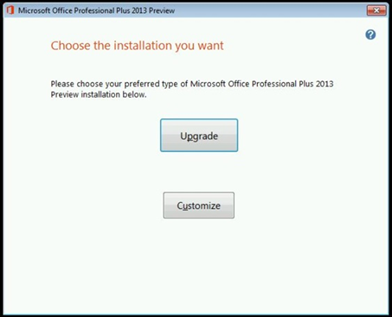 Microsoft Office Professional Plus 2013 Preview
Choose the installation you want
Please choose your preferred type of Microsoft Office Professional Plus 2013
Preview installation below.
Upgrade
Customize